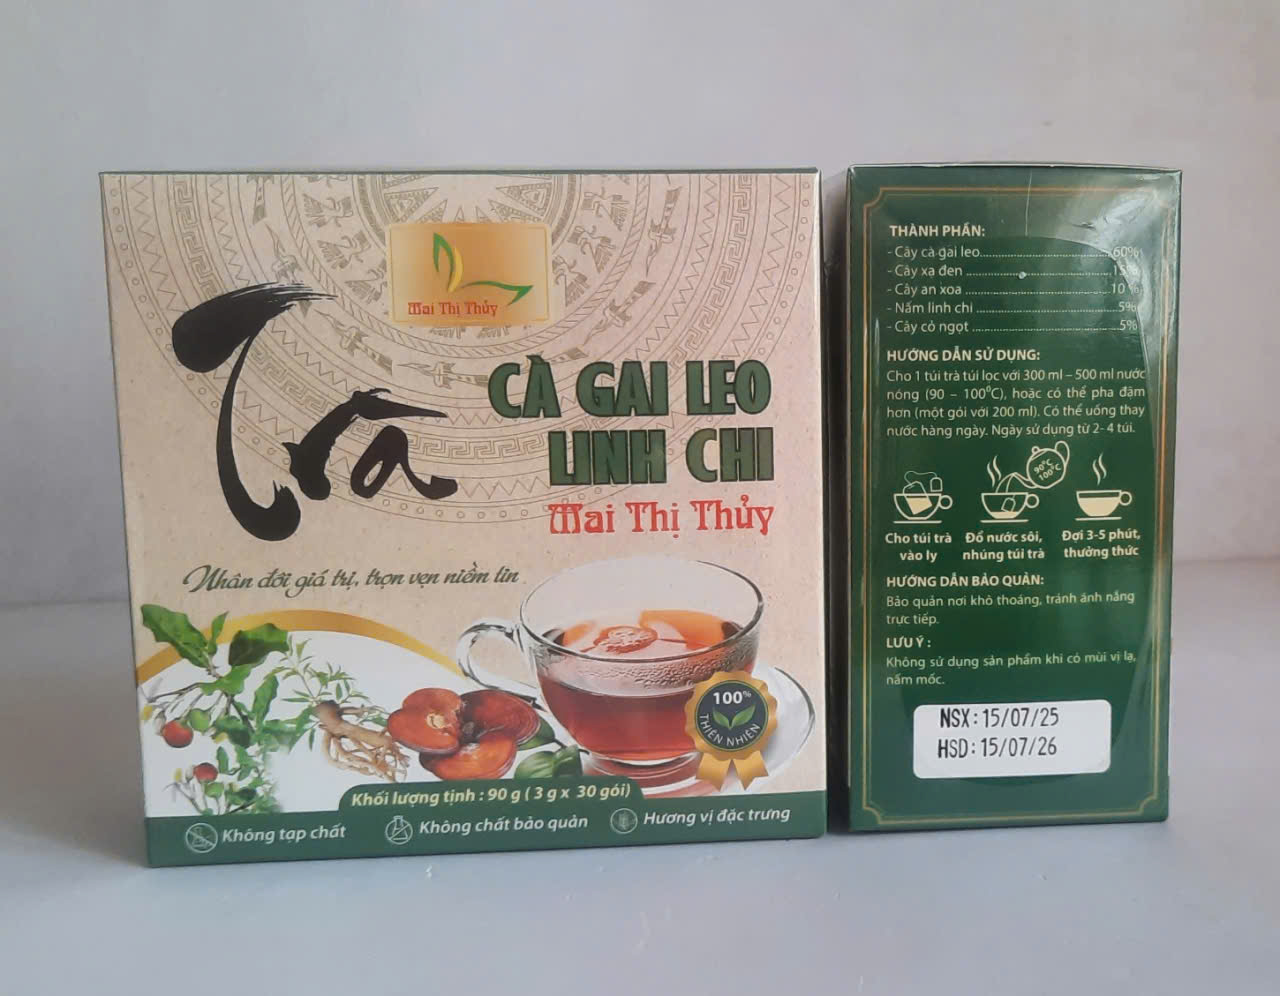 Mai Thị Thủy
Trà
CÀ GAI LEO
LINH CHI
Mai Thị Thủy
Nhân đôi giá trị, trọn vẹn niềm tin
100%
THIÊN NHIÊN
Khối lượng tịnh : 90 g ( 3 g x 30 gói)
Không tạp chất
Không chất bảo quản
Hương vị đặc trưng
THÀNH PHẦN:
- Cây cà gai leo........................60%
- Cây xạ đen ........................15%
- Cây an xoa ........................10 %
- Nấm linh chi ........................5%
- Cây cỏ ngọt ........................5%
HƯỚNG DẪN SỬ DỤNG:
Cho 1 túi trà túi lọc với 300 ml – 500 ml nước
nóng (90 – 100⁰C), hoặc có thể pha đậm
hơn (một gói với 200 ml). Có thể uống thay
nước hàng ngày. Ngày sử dụng từ 2- 4 túi.
90⁰C
100⁰C
Cho túi trà
vào ly
Đổ nước sôi,
nhúng túi trà
Đợi 3-5 phút,
thưởng thức
HƯỚNG DẪN BẢO QUẢN:
Bảo quản nơi khô thoáng, tránh ánh nắng
trực tiếp.
LƯU Ý :
Không sử dụng sản phẩm khi có mùi vị lạ,
nấm mốc.
NSX: 15/07/25
HSD: 15/07/26